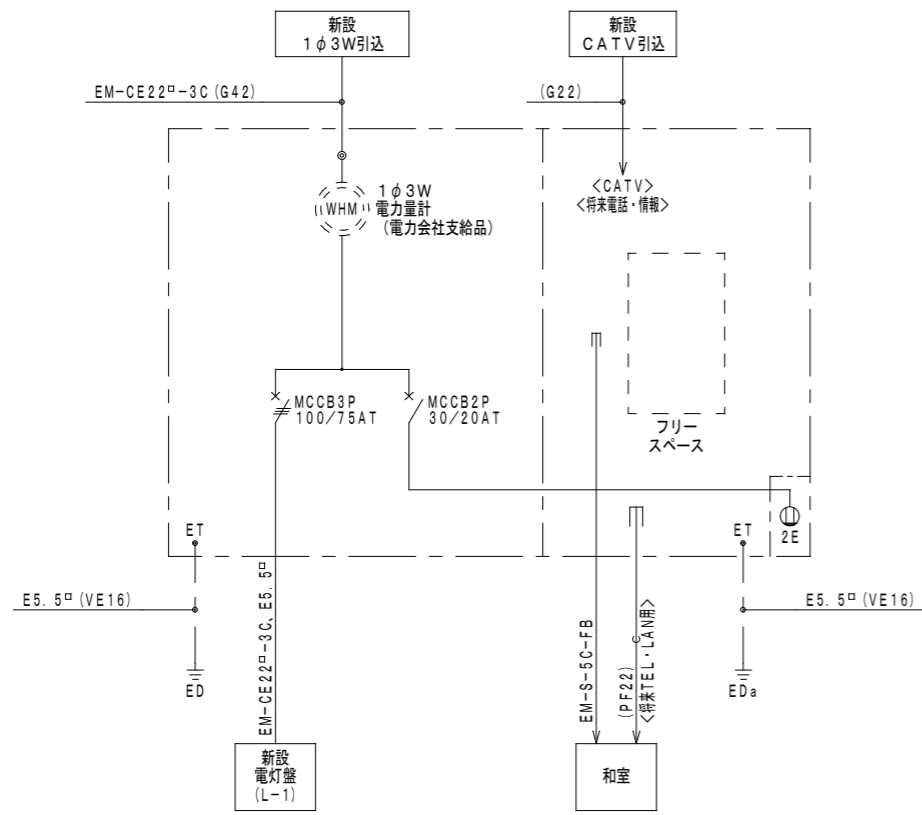 新設
1φ3W引込
新設
CATV引込
EM-CE22□-3C(G42)
(G22)
<CATV>
<将来電話・情報>
WHM
1φ3W
電力量計
(電力会社支給品)
MCCB3P
100/75AT
MCCB2P
30/20AT
フリー
スペース
2E
ET
ET
E5.5□(VE16)
E5.5□(VE16)
ED
EDa
EM-CE22□-3C、E5.5□
EM-S-5C-FB
(PF22)
<将来TEL・LAN用>
新設
電灯盤
(L-1)
和室